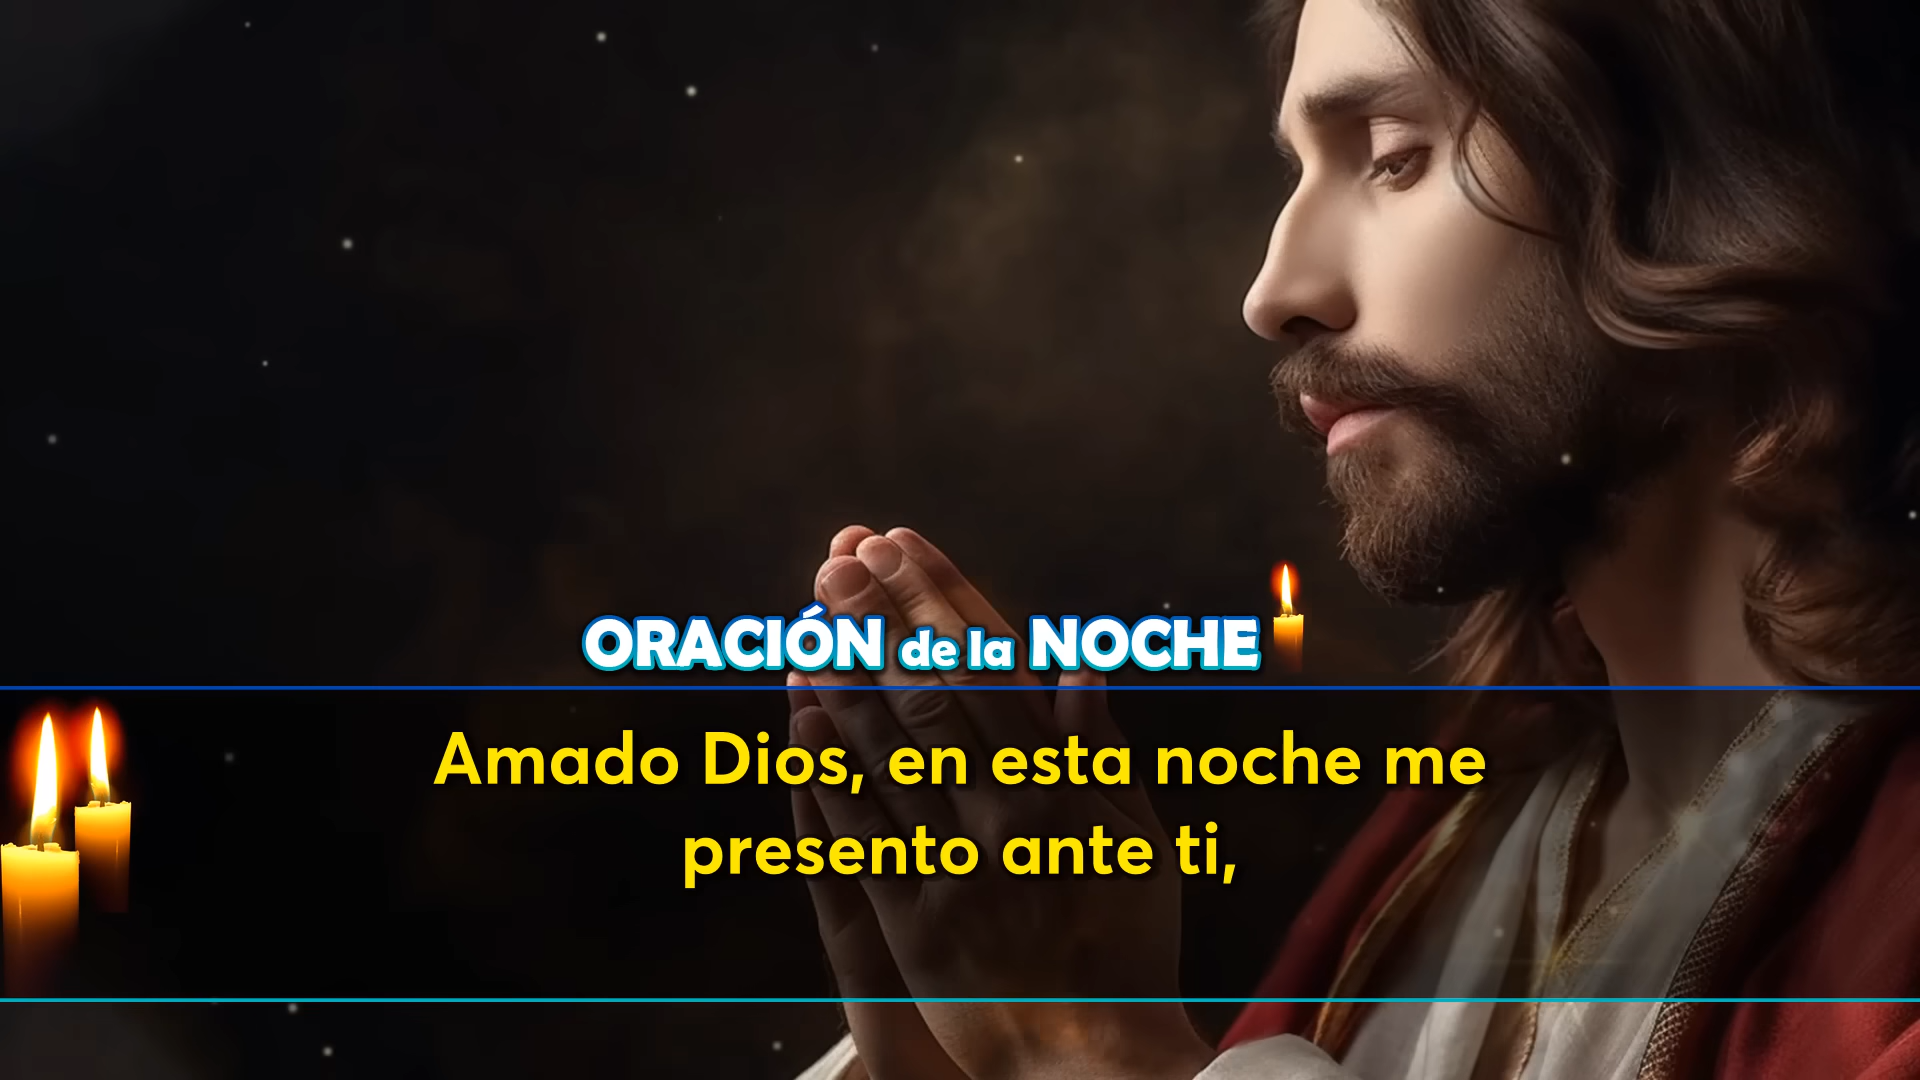 ORACIÓN de la NOCHE
Amado Dios, en esta noche me
presento ante ti,